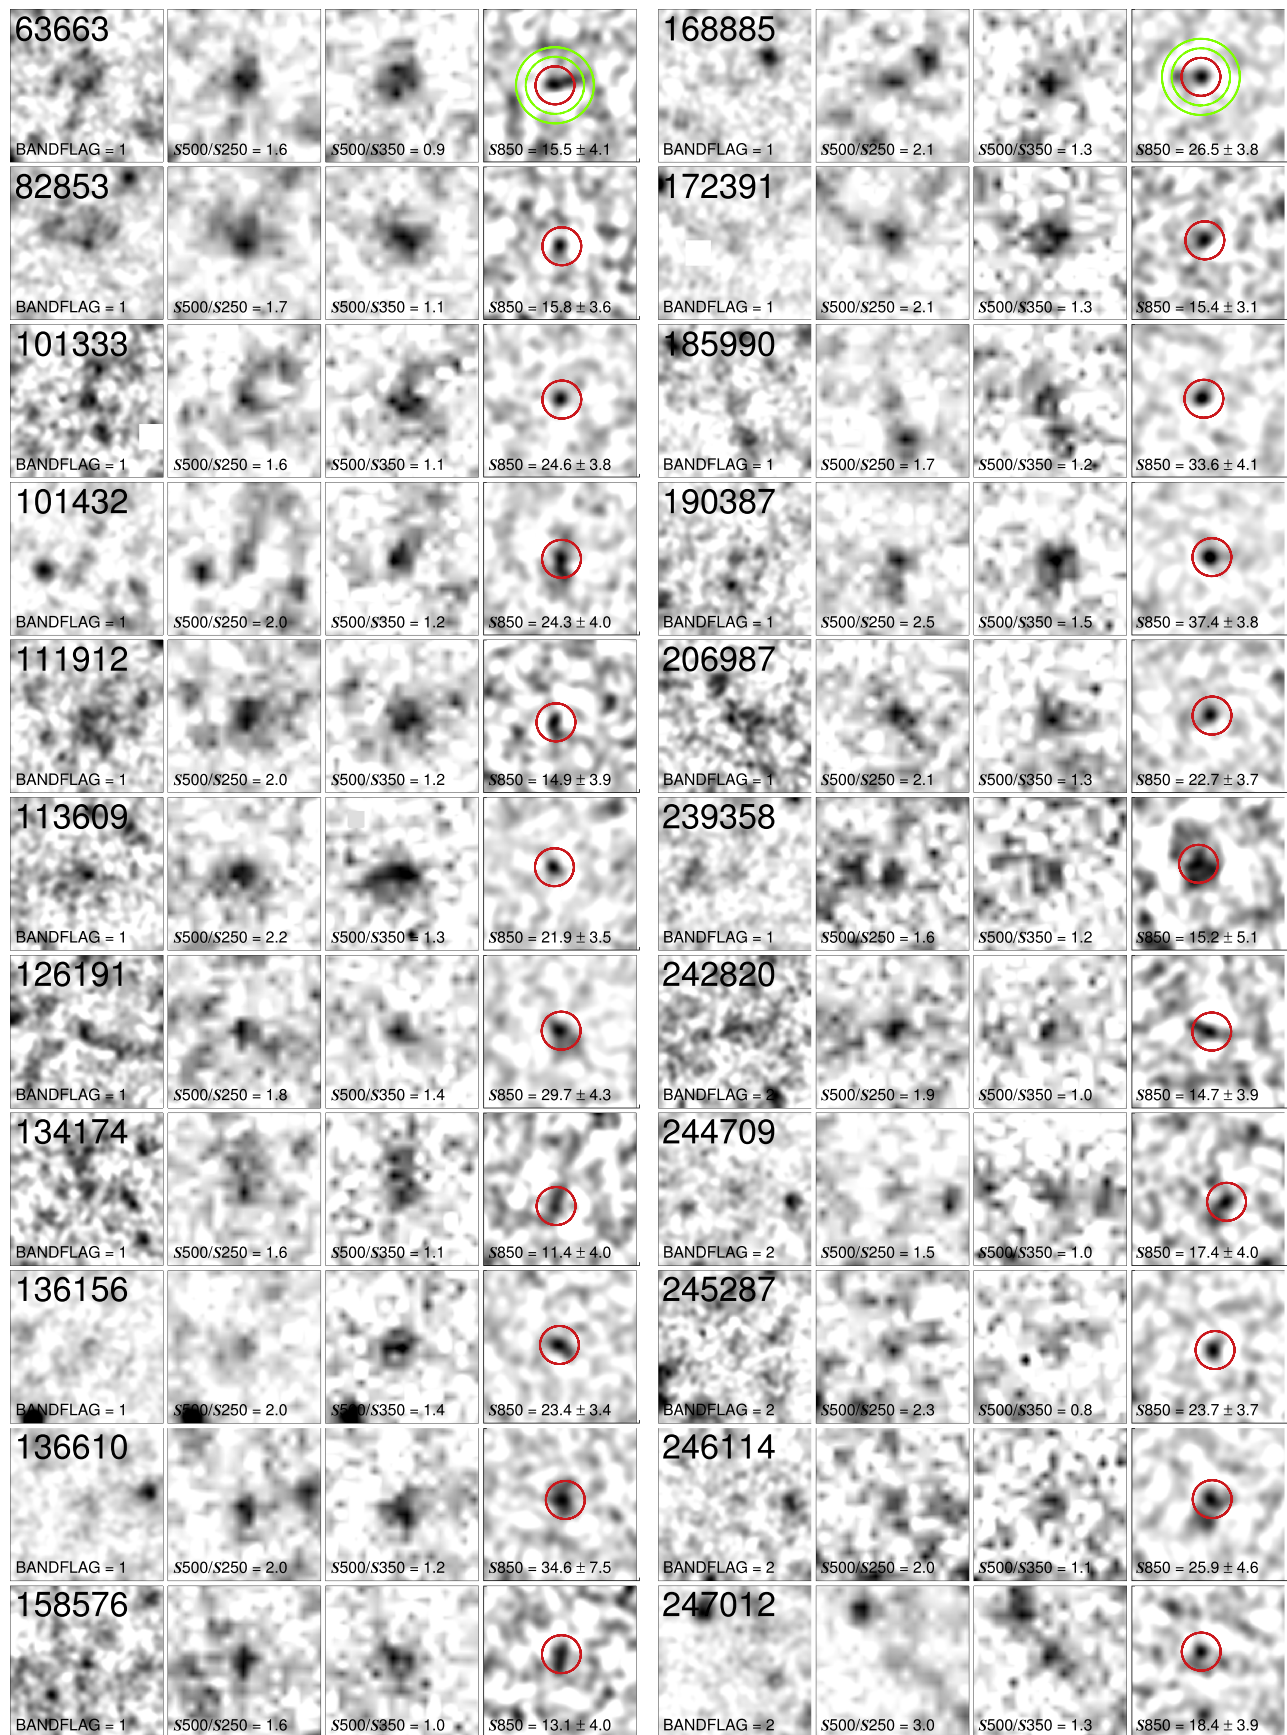 63663
BANDFLAG = 1 S500/S250 = 1.6 S500/S350 = 0.9 S850 = 15.5 ± 4.1
168885
BANDFLAG = 1 S500/S250 = 2.1 S500/S350 = 1.3 S850 = 26.5 ± 3.8
82853
BANDFLAG = 1 S500/S250 = 1.7 S500/S350 = 1.1 S850 = 15.8 ± 3.6
172391
BANDFLAG = 1 S500/S250 = 2.1 S500/S350 = 1.3 S850 = 15.4 ± 3.1
101333
BANDFLAG = 1 S500/S250 = 1.6 S500/S350 = 1.1 S850 = 24.6 ± 3.8
185990
BANDFLAG = 1 S500/S250 = 1.7 S500/S350 = 1.2 S850 = 33.6 ± 4.1
101432
BANDFLAG = 1 S500/S250 = 2.0 S500/S350 = 1.2 S850 = 24.3 ± 4.0
190387
BANDFLAG = 1 S500/S250 = 2.5 S500/S350 = 1.5 S850 = 37.4 ± 3.8
111912
BANDFLAG = 1 S500/S250 = 2.0 S500/S350 = 1.2 S850 = 14.9 ± 3.9
206987
BANDFLAG = 1 S500/S250 = 2.1 S500/S350 = 1.3 S850 = 22.7 ± 3.7
113609
BANDFLAG = 1 S500/S250 = 2.2 S500/S350 = 1.3 S850 = 21.9 ± 3.5
239358
BANDFLAG = 1 S500/S250 = 1.6 S500/S350 = 1.2 S850 = 15.2 ± 5.1
126191
BANDFLAG = 1 S500/S250 = 1.8 S500/S350 = 1.4 S850 = 29.7 ± 4.3
242820
BANDFLAG = 2 S500/S250 = 1.9 S500/S350 = 1.0 S850 = 14.7 ± 3.9
134174
BANDFLAG = 1 S500/S250 = 1.6 S500/S350 = 1.1 S850 = 11.4 ± 4.0
244709
BANDFLAG = 2 S500/S250 = 1.5 S500/S350 = 1.0 S850 = 17.4 ± 4.0
136156
BANDFLAG = 1 S500/S250 = 2.0 S500/S350 = 1.4 S850 = 23.4 ± 3.4
245287
BANDFLAG = 2 S500/S250 = 2.3 S500/S350 = 0.8 S850 = 23.7 ± 3.7
136610
BANDFLAG = 1 S500/S250 = 2.0 S500/S350 = 1.2 S850 = 34.6 ± 7.5
246114
BANDFLAG = 2 S500/S250 = 2.0 S500/S350 = 1.1 S850 = 25.9 ± 4.6
158576
BANDFLAG = 1 S500/S250 = 1.6 S500/S350 = 1.0 S850 = 13.1 ± 4.0
247012
BANDFLAG = 2 S500/S250 = 3.0 S500/S350 = 1.3 S850 = 18.4 ± 3.9